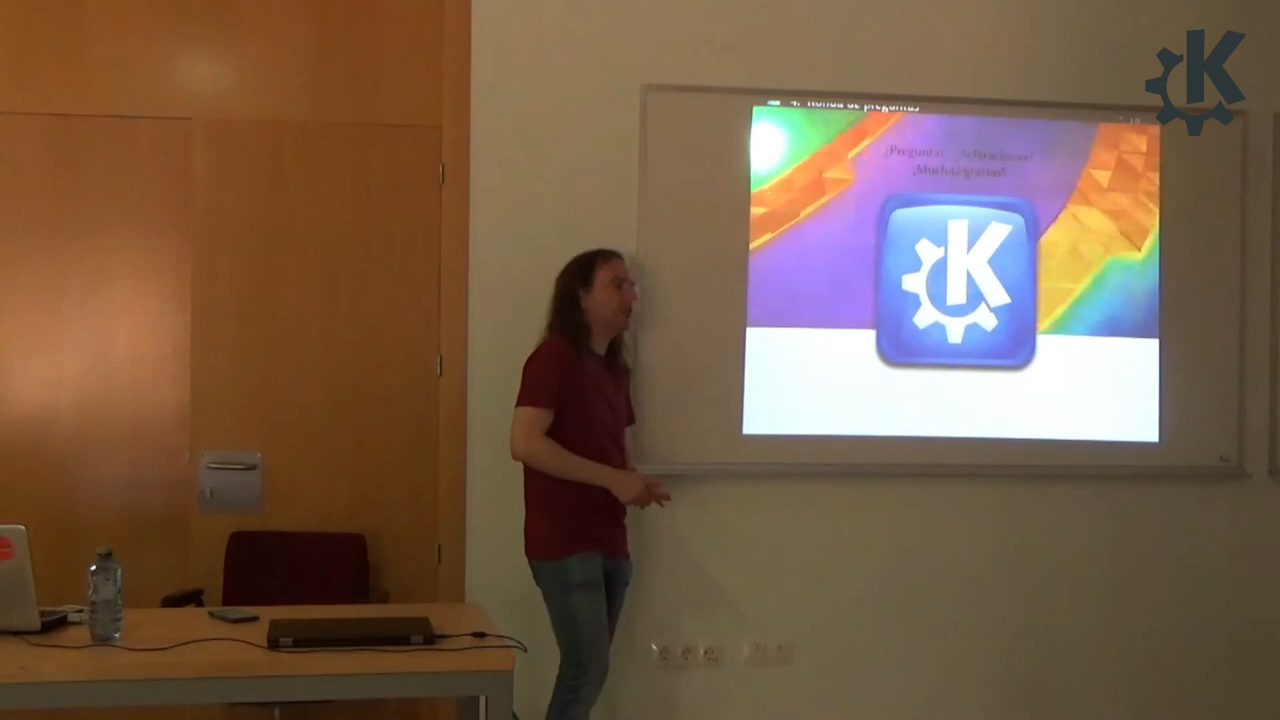 4. Ronda de preguntas
¿Preguntas, Aclaraciones?
¡Muchas gracias!
K
K